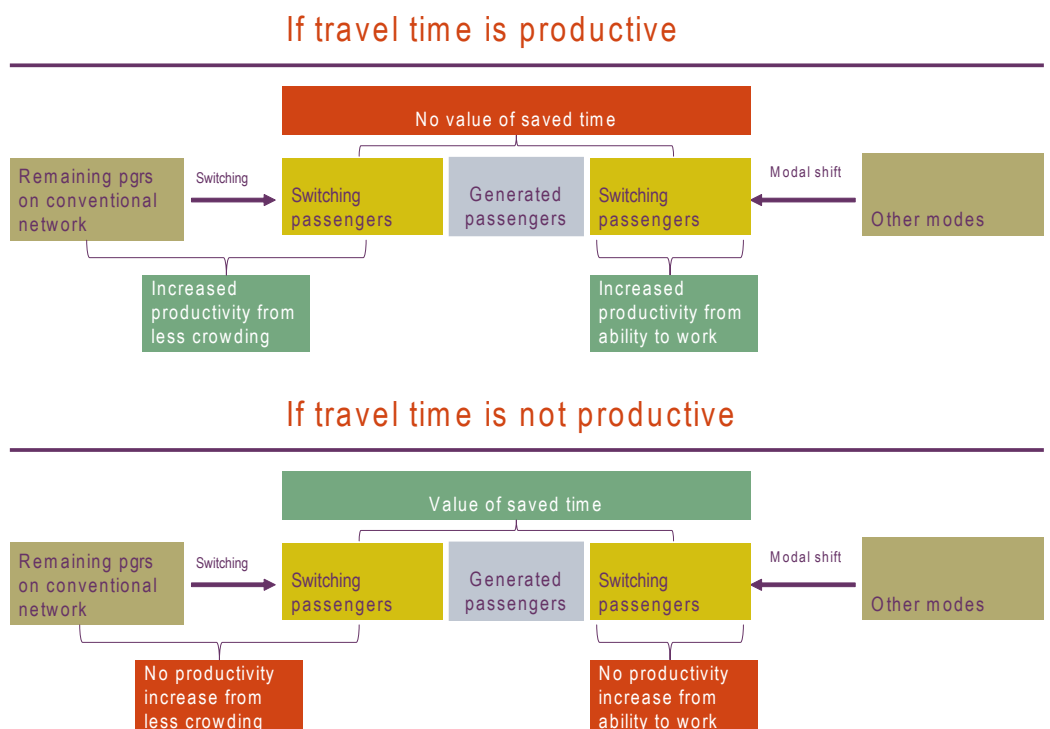 If travel time is productive
No value of saved time
Remaining pgrs
on conventional
network
Switching
Switching
passengers
Generated
passengers
Switching
passengers
Modal shift
Other modes
Increased
productivity from
less crowding
Increased
productivity from
ability to work
If travel time is not productive
Value of saved time
Remaining pgrs
on conventional
network
Switching
Switching
passengers
Generated
passengers
Switching
passengers
Modal shift
Other modes
No productivity
increase from
less crowding
No productivity
increase from
ability to work